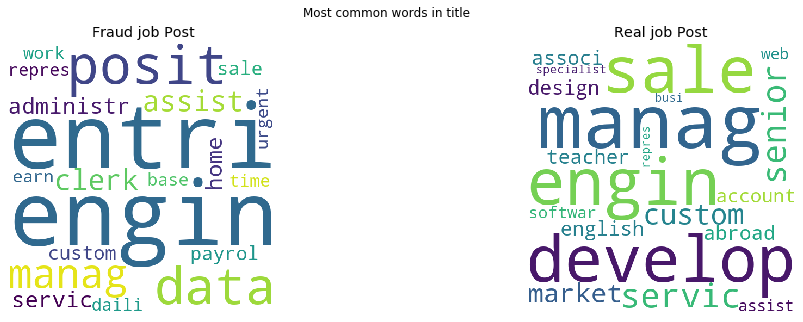 Most common words in title
Fraud job Post
work
posit
repres
sale
administr
assist
urgent
entri
home
earn
clerk
base
time
engin
custom
payrol
manag
data
servic
daili
Real job Post
associ
sale
web
specialist
design
busi
senior
manag
teacher
repres
engin
account
softwar
custom
english
abroad
develop
market
servic
assist